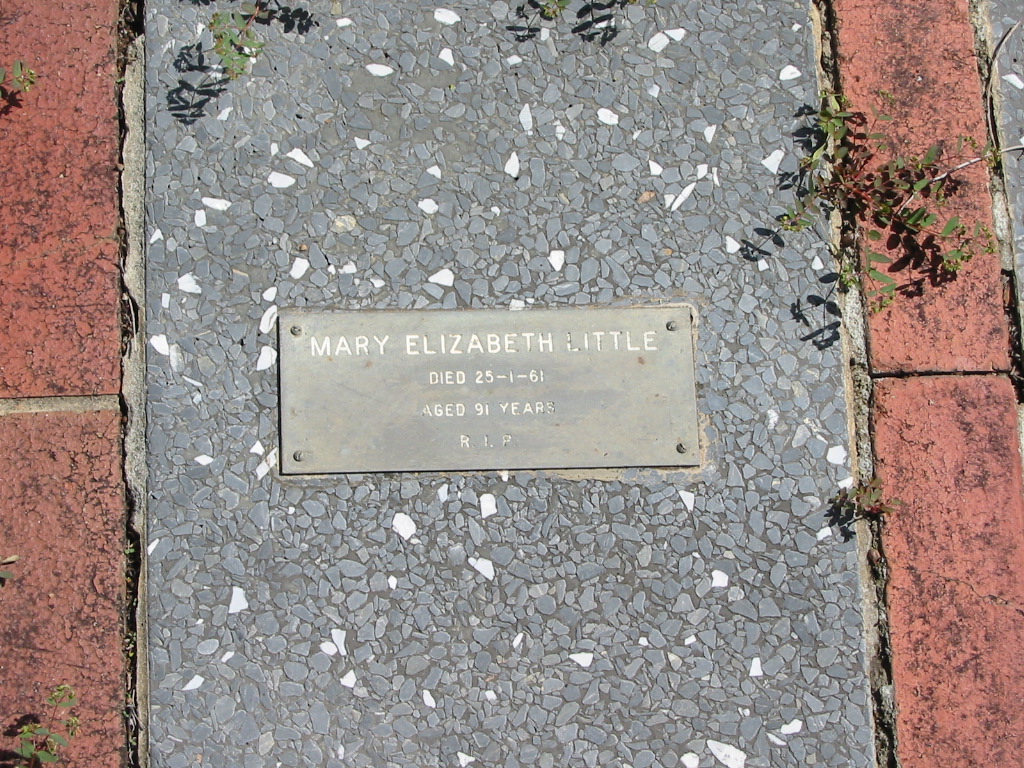 MARY ELIZABETH LITTLE
DIED 25-1-61
AGED 91 YEARS
R. I. P